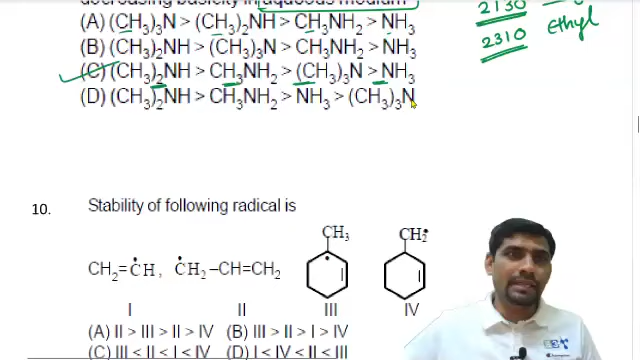 decreasing basicity in aqueous medium
(A) (CH₃)₃N > (CH₃)₂NH > CH₃NH₂ > NH₃
(B) (CH₃)₂NH > (CH₃)₃N > CH₃NH₂ > NH₃
(C) (CH₃)₂NH > CH₃NH₂ > (CH₃)₃N > NH₃
(D) (CH₃)₂NH > CH₃NH₂ > NH₃ > (CH₃)₃N
2130
2310 Ethyl
10. Stability of following radical is
CH₃ CH₂•
CH₂=ĊH, ĊH₂–CH=CH₂
I II III IV
(A) II > III > II > IV (B) III > II > I > IV
(C) III < II < I < IV (D) I < IV < II < III